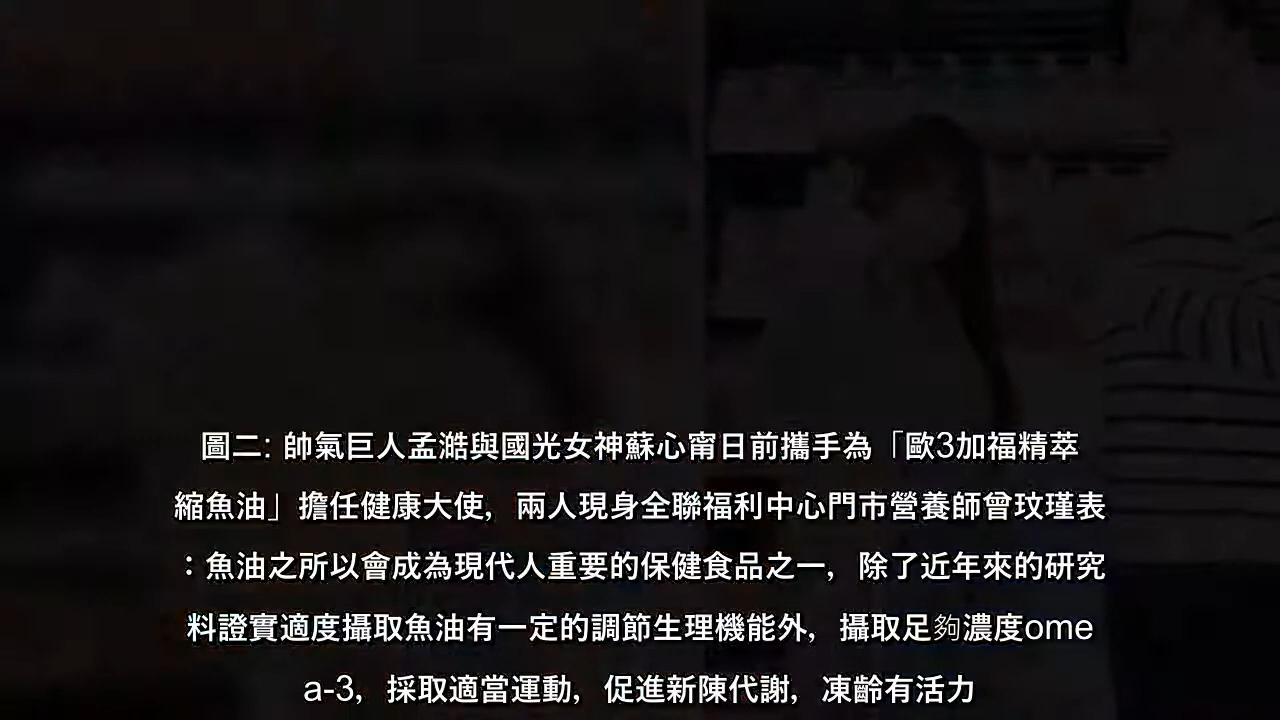 圖二: 帥氣巨人孟澔與國光女神蘇心甯日前攜手為「歐3加福精萃
縮魚油」擔任健康大使，兩人現身全聯福利中心門市營養師曾玟瑾表
：魚油之所以會成為現代人重要的保健食品之一，除了近年來的研究
料證實適度攝取魚油有一定的調節生理機能外，攝取足夠濃度ome
a-3，採取適當運動，促進新陳代謝，凍齡有活力